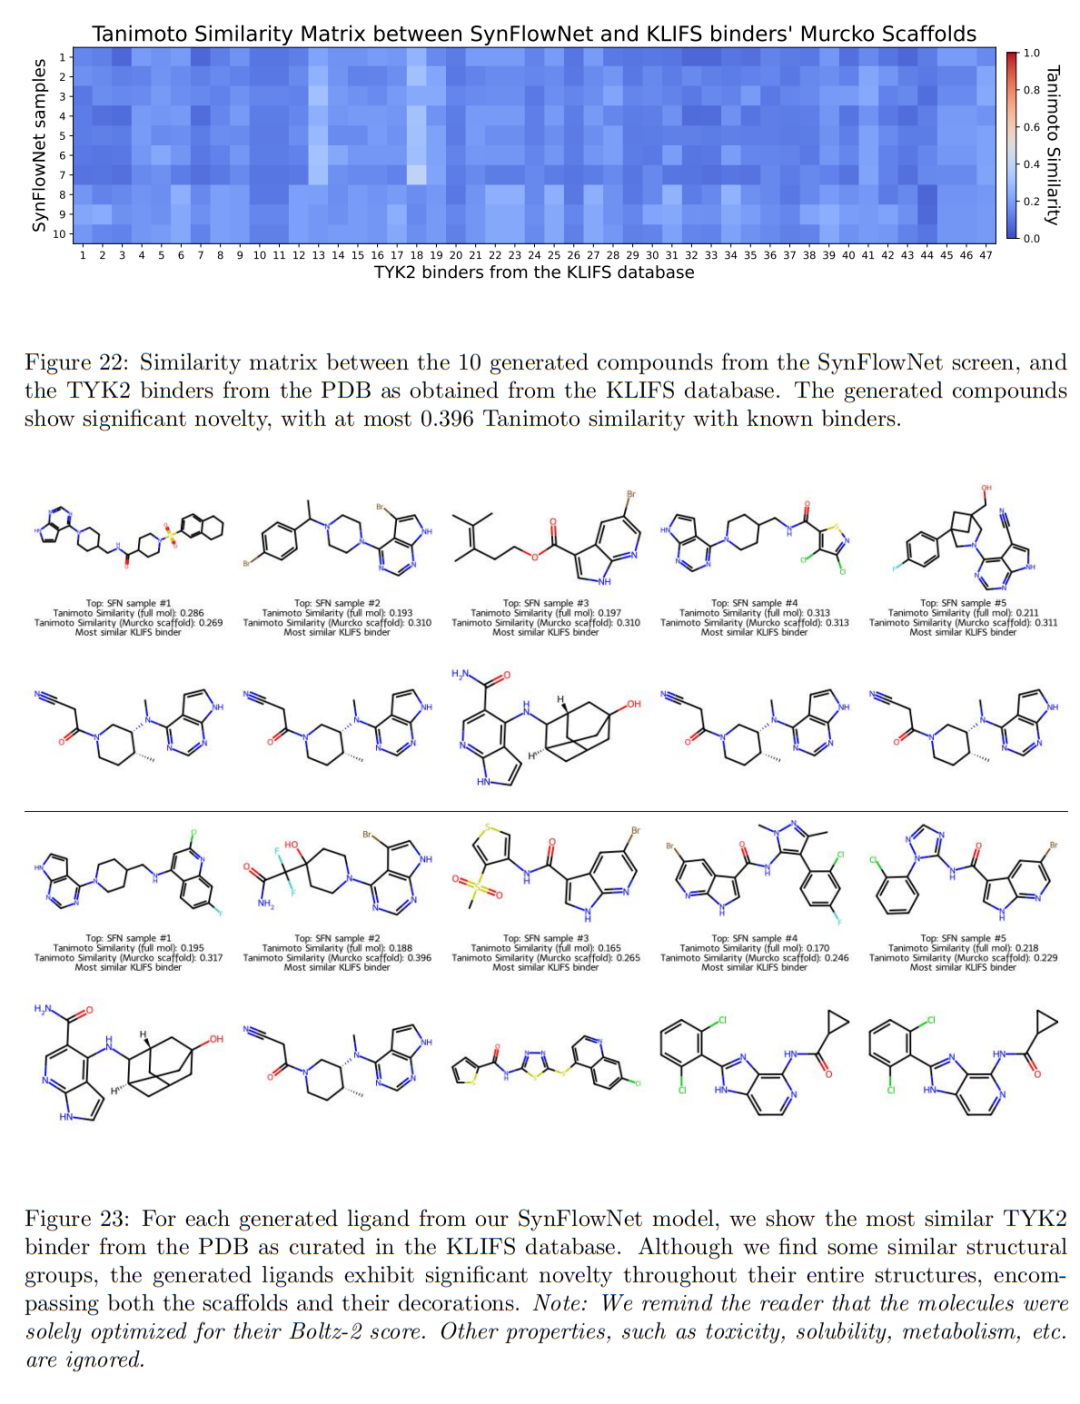 Tanimoto Similarity Matrix between SynFlowNet and KLIFS binders' Murcko Scaffolds
SynFlowNet samples
1
2
3
4
5
6
7
8
9
10
1 2 3 4 5 6 7 8 9 10 11 12 13 14 15 16 17 18 19 20 21 22 23 24 25 26 27 28 29 30 31 32 33 34 35 36 37 38 39 40 41 42 43 44 45 46 47
TYK2 binders from the KLIFS database
1.0
0.8
0.6
0.4
0.2
0.0
Tanimoto Similarity
Figure 22: Similarity matrix between the 10 generated compounds from the SynFlowNet screen, and
the TYK2 binders from the PDB as obtained from the KLIFS database. The generated compounds
show significant novelty, with at most 0.396 Tanimoto similarity with known binders.
Top: SFN sample #1
Tanimoto Similarity (full mol): 0.286
Tanimoto Similarity (Murcko scaffold): 0.269
Most similar KLIFS binder
Top: SFN sample #2
Tanimoto Similarity (full mol): 0.193
Tanimoto Similarity (Murcko scaffold): 0.310
Most similar KLIFS binder
Top: SFN sample #3
Tanimoto Similarity (full mol): 0.197
Tanimoto Similarity (Murcko scaffold): 0.310
Most similar KLIFS binder
Top: SFN sample #4
Tanimoto Similarity (full mol): 0.313
Tanimoto Similarity (Murcko scaffold): 0.313
Most similar KLIFS binder
Top: SFN sample #5
Tanimoto Similarity (full mol): 0.211
Tanimoto Similarity (Murcko scaffold): 0.311
Most similar KLIFS binder
Top: SFN sample #1
Tanimoto Similarity (full mol): 0.195
Tanimoto Similarity (Murcko scaffold): 0.317
Most similar KLIFS binder
Top: SFN sample #2
Tanimoto Similarity (full mol): 0.188
Tanimoto Similarity (Murcko scaffold): 0.396
Most similar KLIFS binder
Top: SFN sample #3
Tanimoto Similarity (full mol): 0.165
Tanimoto Similarity (Murcko scaffold): 0.265
Most similar KLIFS binder
Top: SFN sample #4
Tanimoto Similarity (full mol): 0.170
Tanimoto Similarity (Murcko scaffold): 0.246
Most similar KLIFS binder
Top: SFN sample #5
Tanimoto Similarity (full mol): 0.218
Tanimoto Similarity (Murcko scaffold): 0.229
Most similar KLIFS binder
Figure 23: For each generated ligand from our SynFlowNet model, we show the most similar TYK2
binder from the PDB as curated in the KLIFS database. Although we find some similar structural
groups, the generated ligands exhibit significant novelty throughout their entire structures, encom-
passing both the scaffolds and their decorations. Note: We remind the reader that the molecules were
solely optimized for their Boltz-2 score. Other properties, such as toxicity, solubility, metabolism, etc.
are ignored.